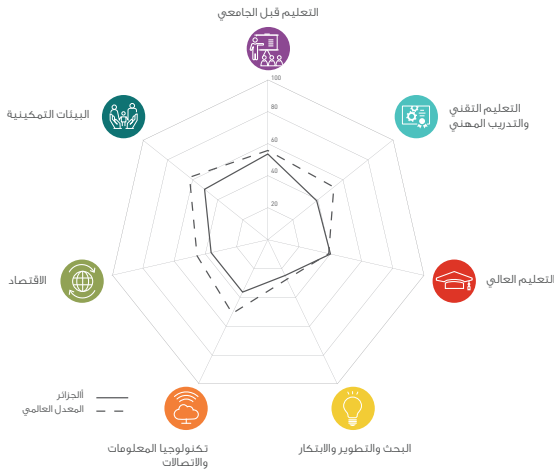 التعليم قبل الجامعي
التعليم التقني
والتدريب المهني
البيئات التمكينية
100
80
60
40
20
التعليم العالي
الاقتصاد
أالجزائر
المعدل العالمي
البحث والتطوير والابتكار
تكنولوجيا المعلومات
والاتصالات